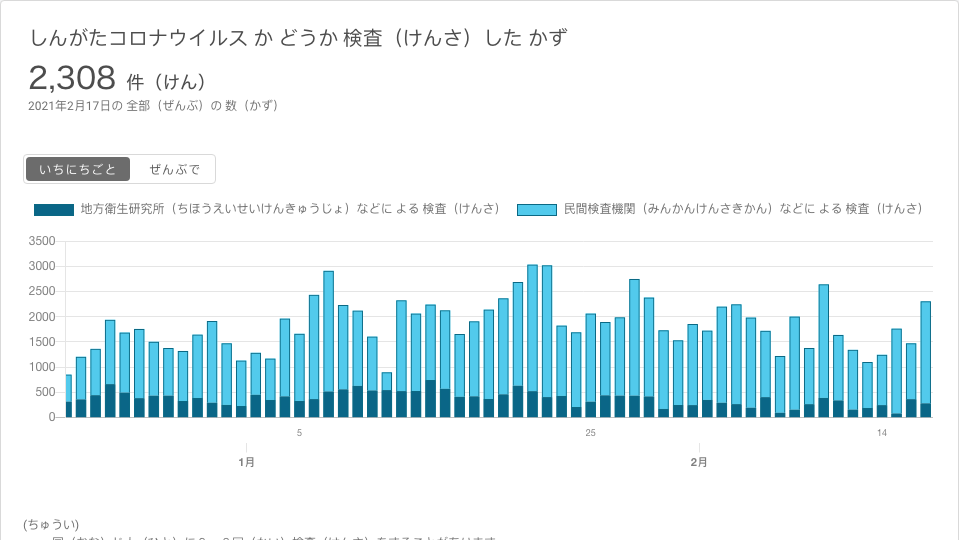 しんがたコロナウイルス か どうか 検査（けんさ）した かず
2,308 件（けん）
2021年2月17日の 全部（ぜんぶ）の 数（かず）
いちにちごと ぜんぶで
地方衛生研究所（ちほうえいせいけんきゅうじょ）などに よる 検査（けんさ） 民間検査機関（みんかんけんさきかん）などに よる 検査（けんさ）
3500
3000
2500
2000
1500
1000
500
0
5 25 14
1月 2月
(ちゅうい)